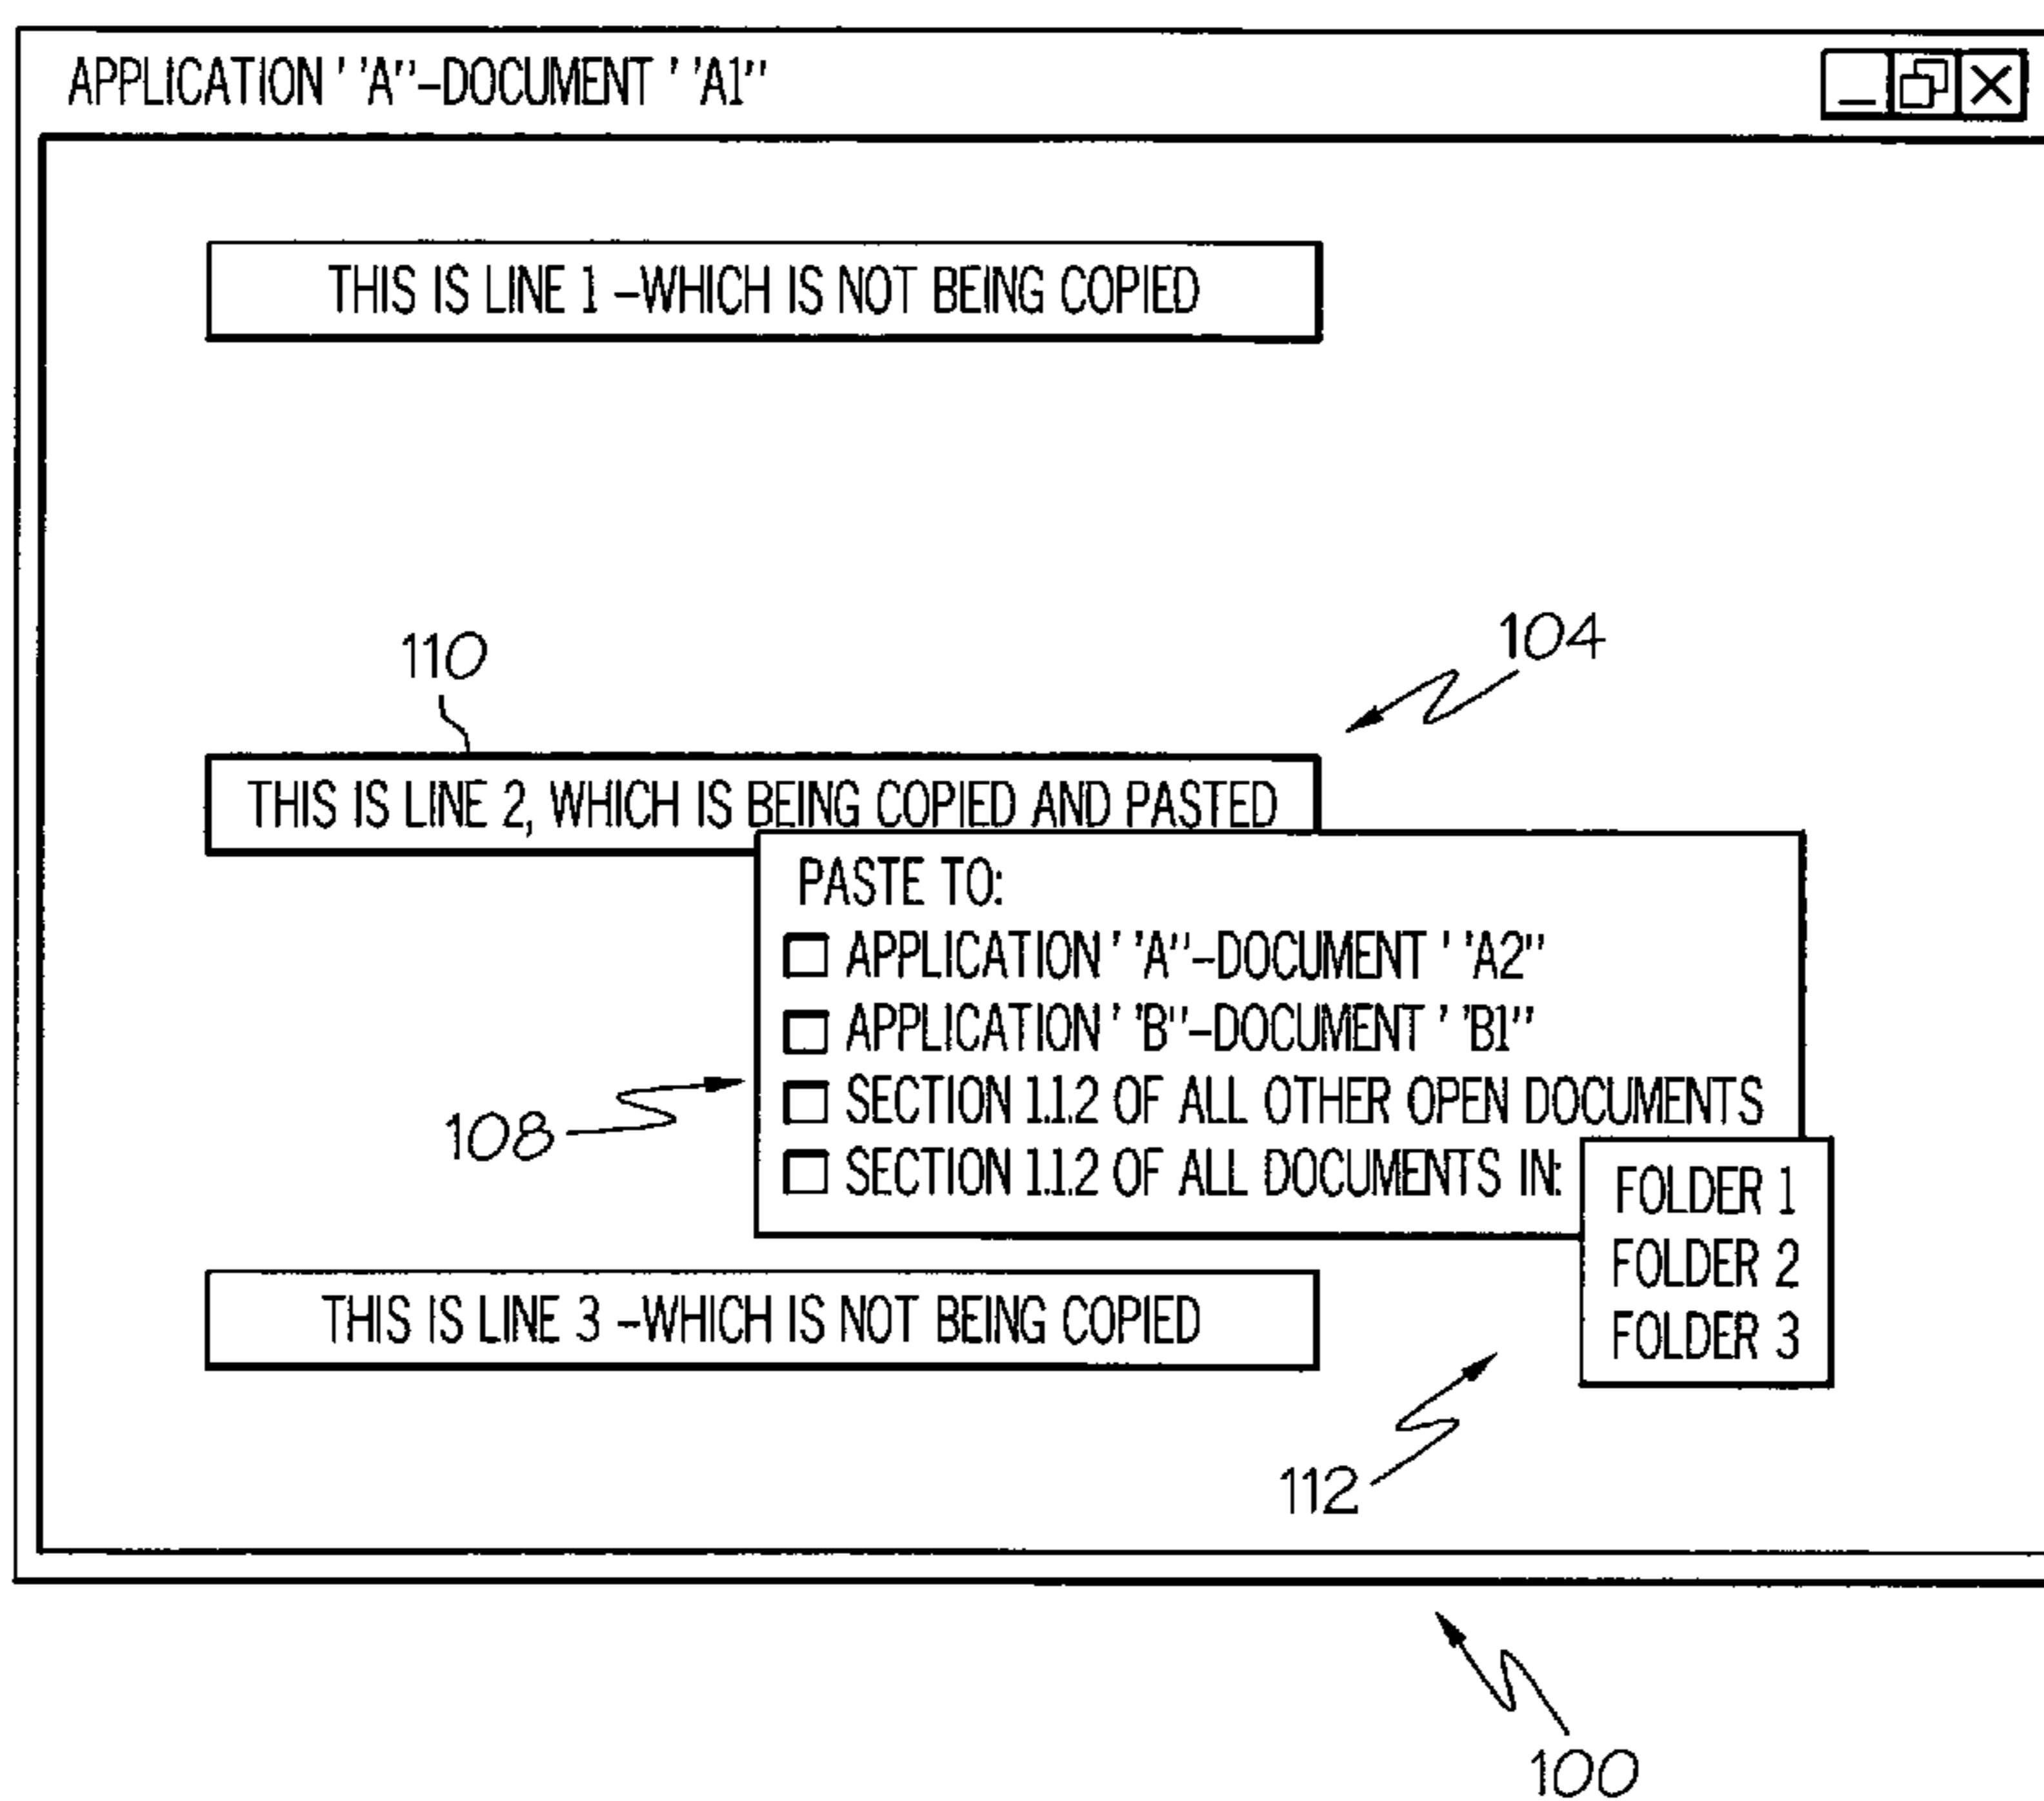 APPLICATION ''A''-DOCUMENT ''A1''
THIS IS LINE 1 -WHICH IS NOT BEING COPIED
104
110
THIS IS LINE 2, WHICH IS BEING COPIED AND PASTED
PASTE TO:
APPLICATION ''A''-DOCUMENT ''A2''
APPLICATION ''B''-DOCUMENT ''B1''
SECTION 1.1.2 OF ALL OTHER OPEN DOCUMENTS
108
SECTION 1.1.2 OF ALL DOCUMENTS IN:
FOLDER 1
FOLDER 2
FOLDER 3
THIS IS LINE 3 -WHICH IS NOT BEING COPIED
112
100